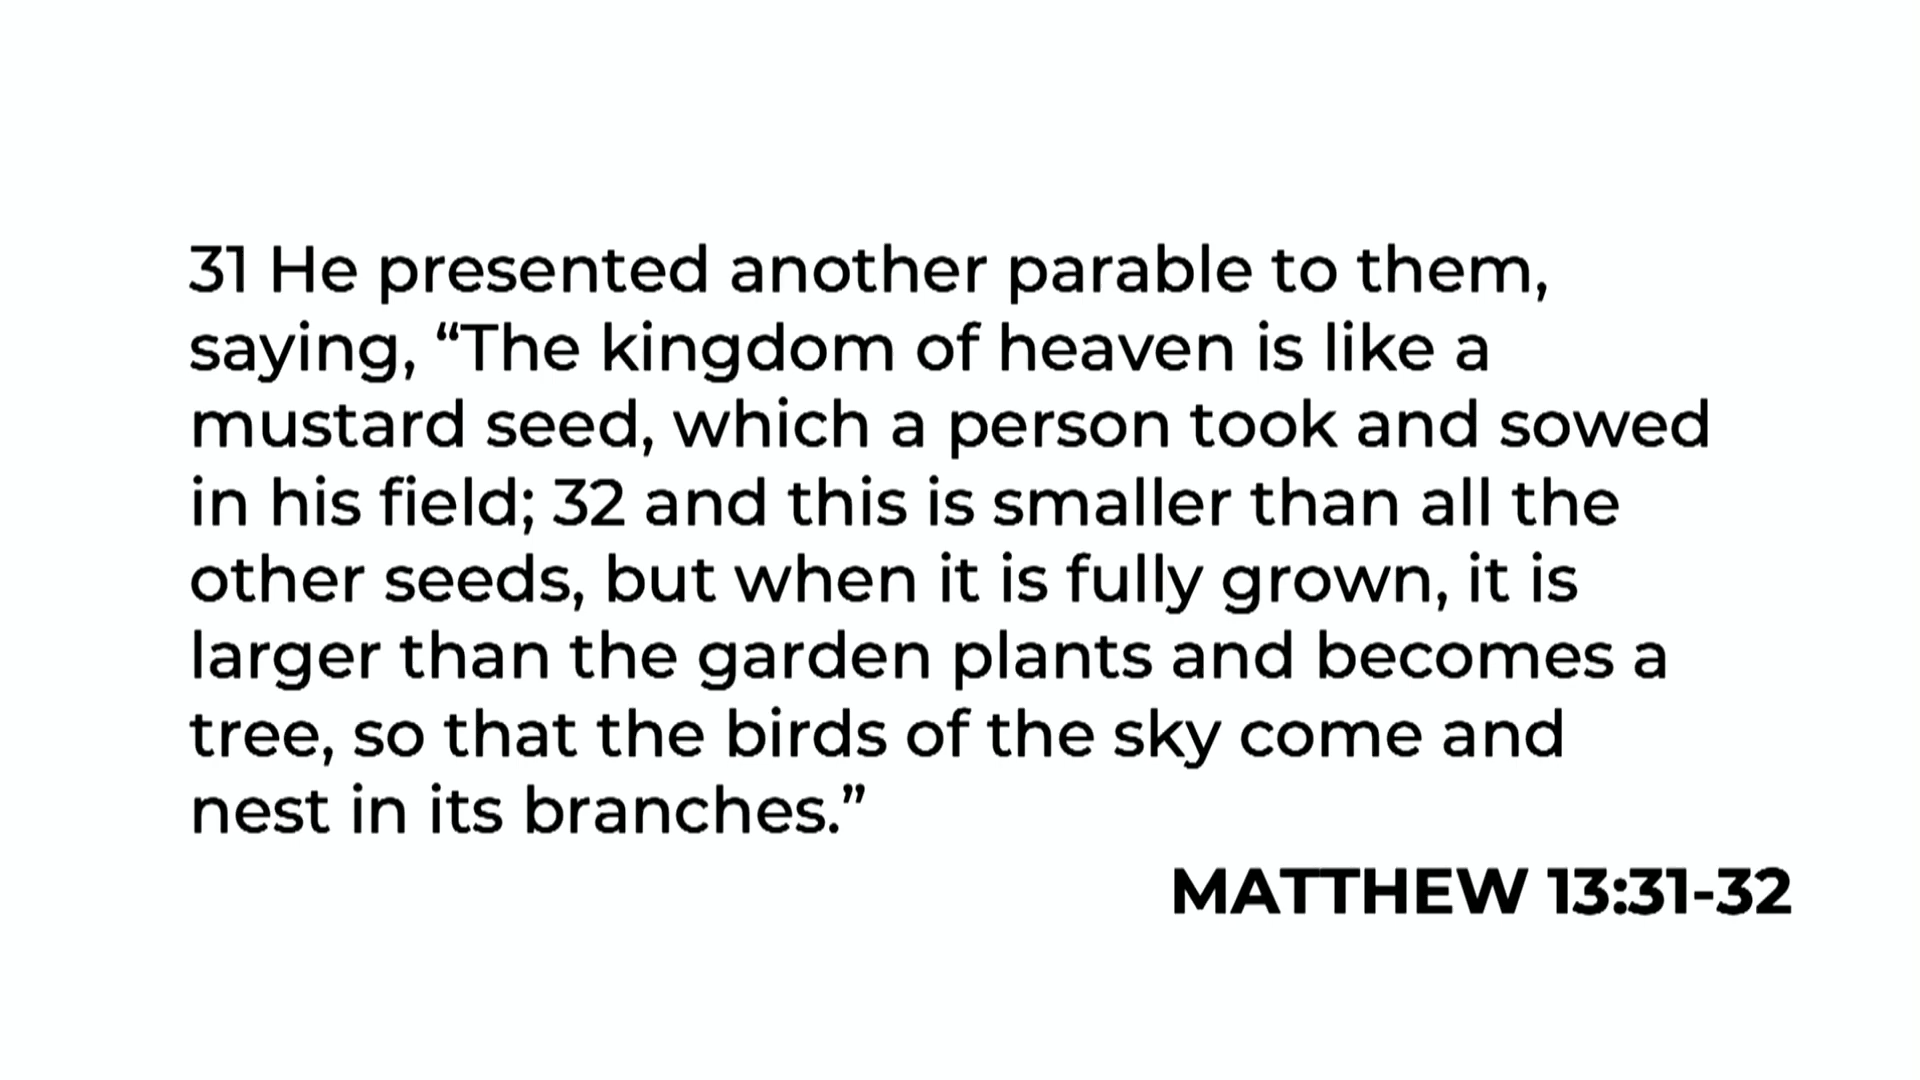 31 He presented another parable to them,
saying, “The kingdom of heaven is like a
mustard seed, which a person took and sowed
in his field; 32 and this is smaller than all the
other seeds, but when it is fully grown, it is
larger than the garden plants and becomes a
tree, so that the birds of the sky come and
nest in its branches.”
MATTHEW 13:31-32